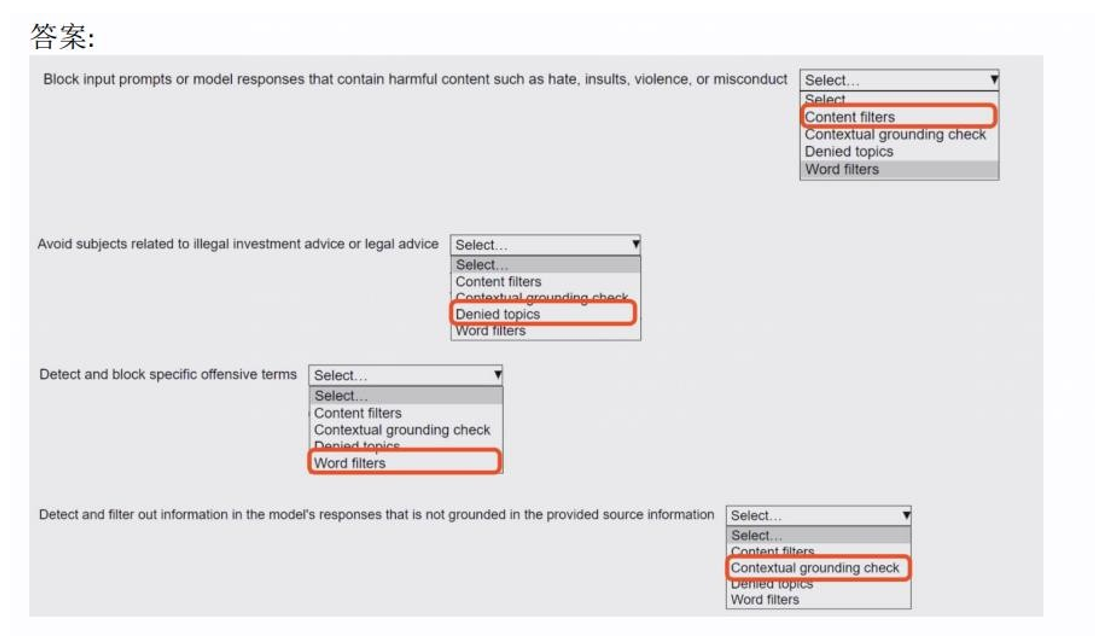 答案:
Block input prompts or model responses that contain harmful content such as hate, insults, violence, or misconduct Select...
Select
Content filters
Contextual grounding check
Denied topics
Word filters
Avoid subjects related to illegal investment advice or legal advice Select...
Select...
Content filters
Contextual grounding check
Denied topics
Word filters
Detect and block specific offensive terms Select...
Select...
Content filters
Contextual grounding check
Denied topics
Word filters
Detect and filter out information in the model's responses that is not grounded in the provided source information Select...
Select...
Content filters
Contextual grounding check
Denied topics
Word filters